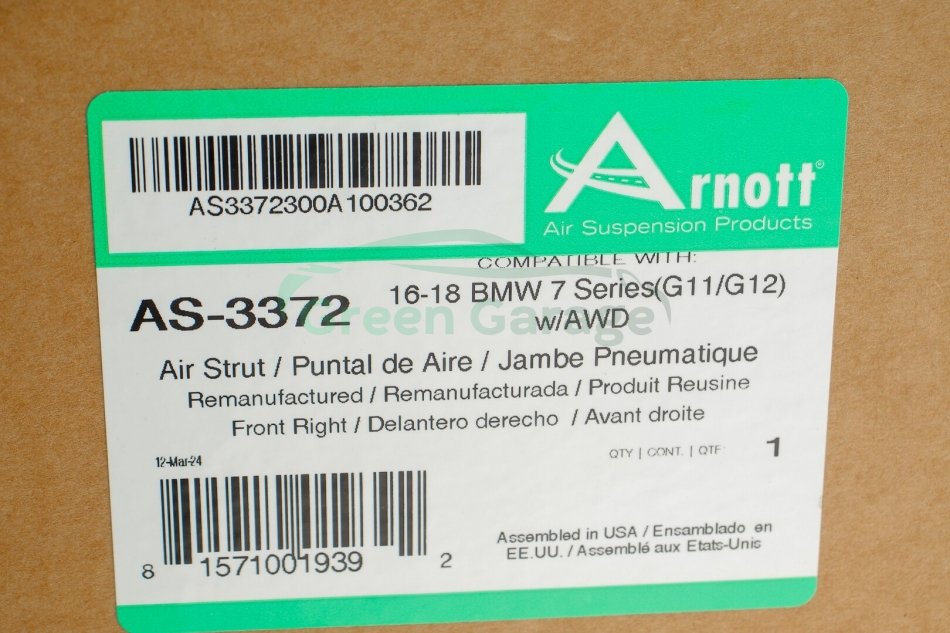 AS3372300A100362
Arnott®
Air Suspension Products
COMPATIBLE WITH:
AS-3372
16-18 BMW 7 Series(G11/G12)
w/AWD
Green Garage
Air Strut / Puntal de Aire / Jambe Pneumatique
Remanufactured / Remanufacturada / Produit Reusine
Front Right / Delantero derecho / Avant droite
12-Mar-24
QTY | CONT. | QTE: 1
8 1571001939 2
Assembled in USA / Ensamblado en
EE.UU. / Assemblé aux Etats-Unis